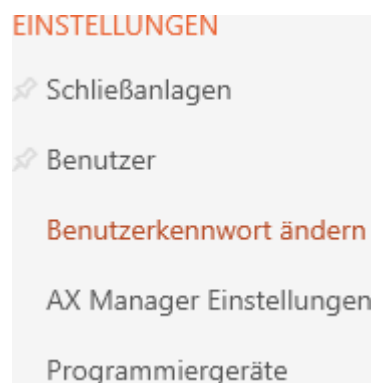 EINSTELLUNGEN
Schließanlagen
Benutzer
Benutzerkennwort ändern
AX Manager Einstellungen
Programmiergeräte